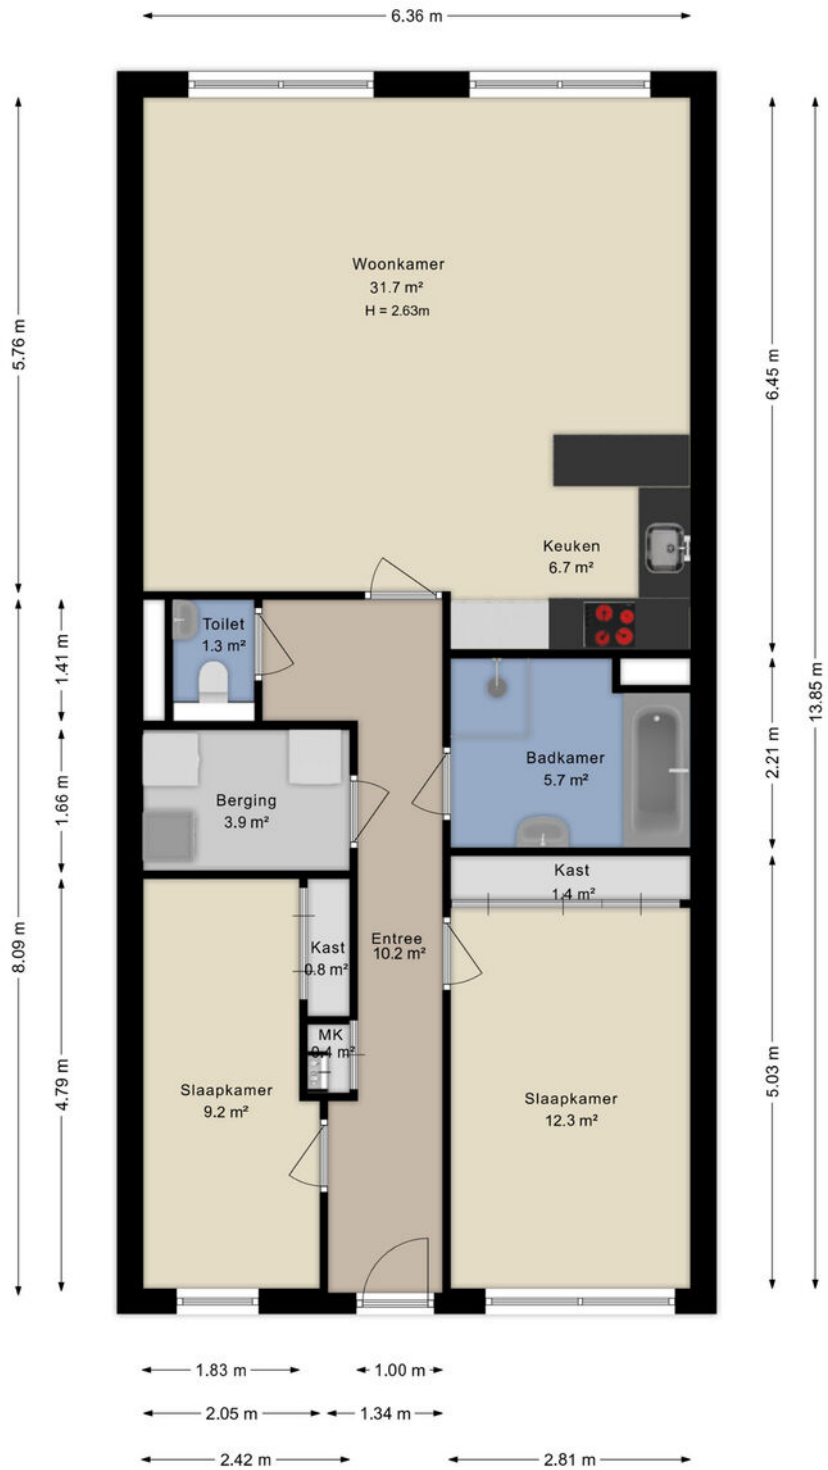 6.36 m
5.76 m
6.45 m
13.85 m
Woonkamer
31.7 m²
H = 2.63m
Keuken
6.7 m²
Toilet
1.3 m²
1.41 m
Badkamer
5.7 m²
2.21 m
Berging
3.9 m²
1.66 m
8.09 m
Kast
1.4 m²
Kast
0.8 m²
Entree
10.2 m²
MK
0.4 m²
4.79 m
5.03 m
Slaapkamer
9.2 m²
Slaapkamer
12.3 m²
1.83 m
1.00 m
2.05 m
1.34 m
2.42 m
2.81 m